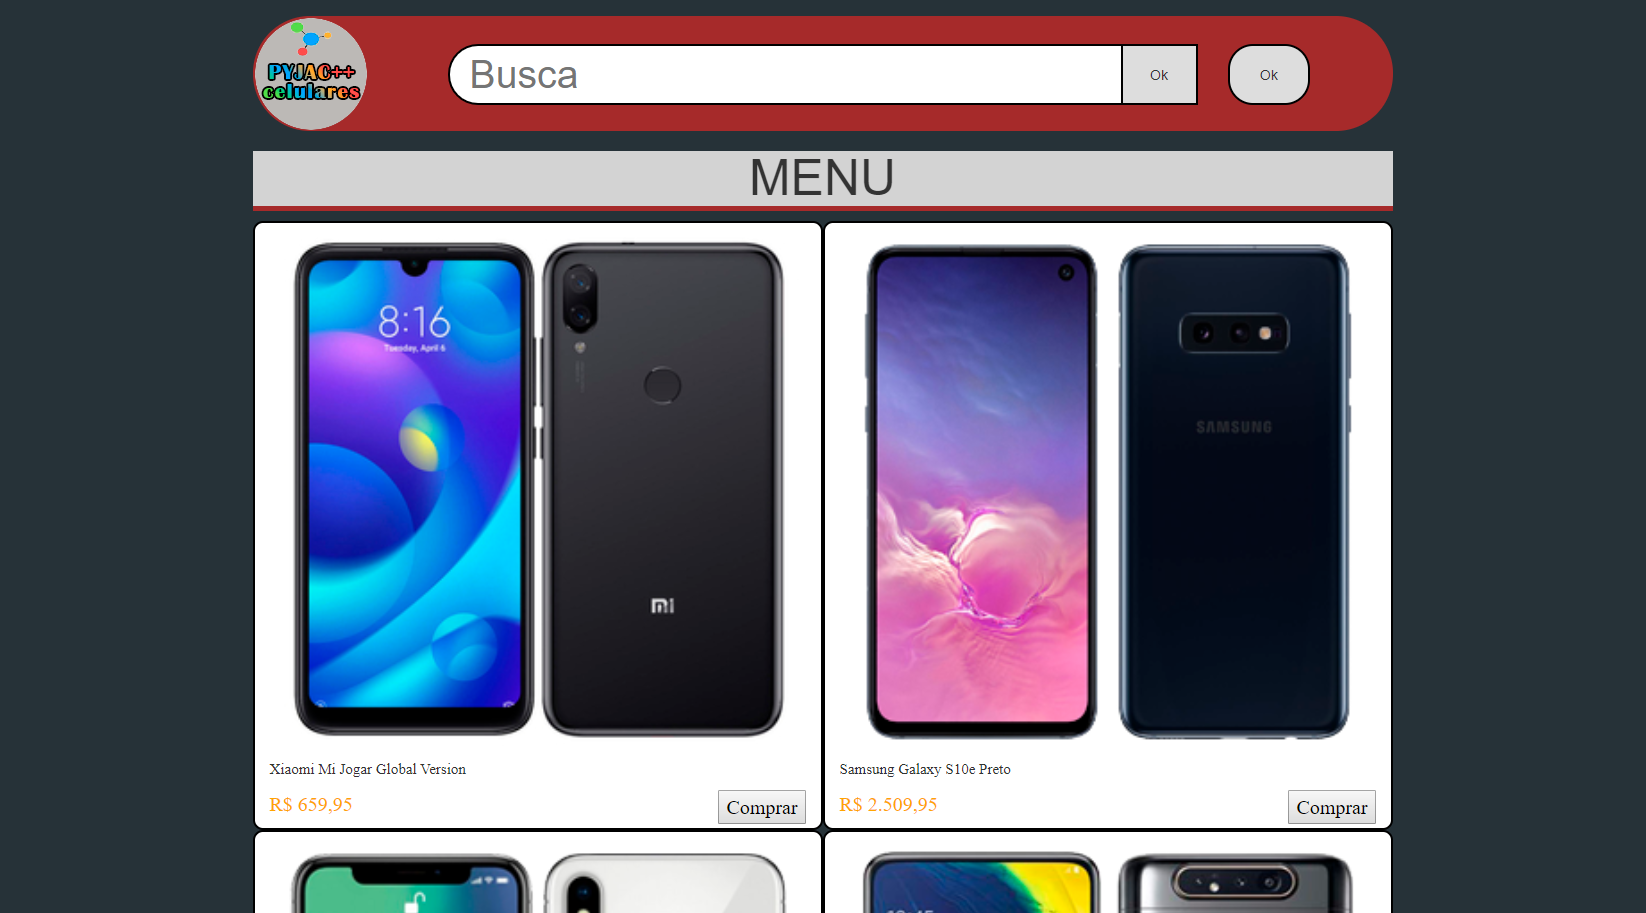 PYJAC++
celulares
Busca
Ok
Ok
MENU
8:16
Tuesday, April 6
SAMSUNG
Xiaomi Mi Jogar Global Version
R$ 659,95
Comprar
Samsung Galaxy S10e Preto
R$ 2.509,95
Comprar